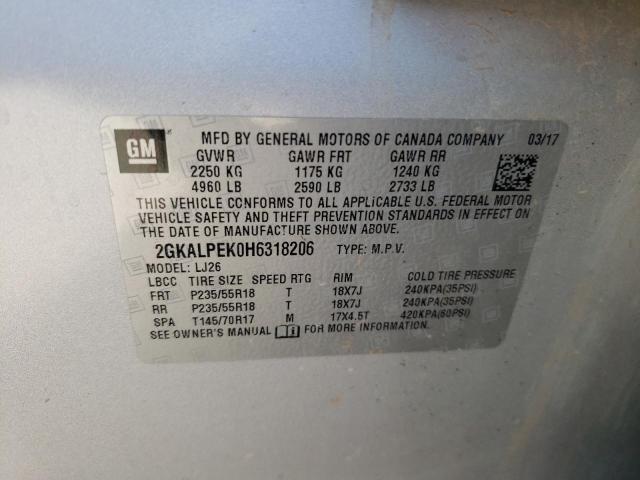 GM
MFD BY GENERAL MOTORS OF CANADA COMPANY 03/17
GVWR GAWR FRT GAWR RR
2250 KG 1175 KG 1240 KG
4960 LB 2590 LB 2733 LB
THIS VEHICLE CONFORMS TO ALL APPLICABLE U.S. FEDERAL MOTOR
VEHICLE SAFETY AND THEFT PREVENTION STANDARDS IN EFFECT ON
THE DATE OF MANUFACTURE SHOWN ABOVE.
2GKALPEK0H6318206 TYPE: M.P.V.
MODEL: LJ26
LBCC TIRE SIZE SPEED RTG RIM COLD TIRE PRESSURE
FRT P235/55R18 T 18X7J 240KPA(35PSI)
RR P235/55R18 T 18X7J 240KPA(35PSI)
SPA T145/70R17 M 17X4.5T 420KPA(60PSI)
SEE OWNER'S MANUAL FOR MORE INFORMATION.